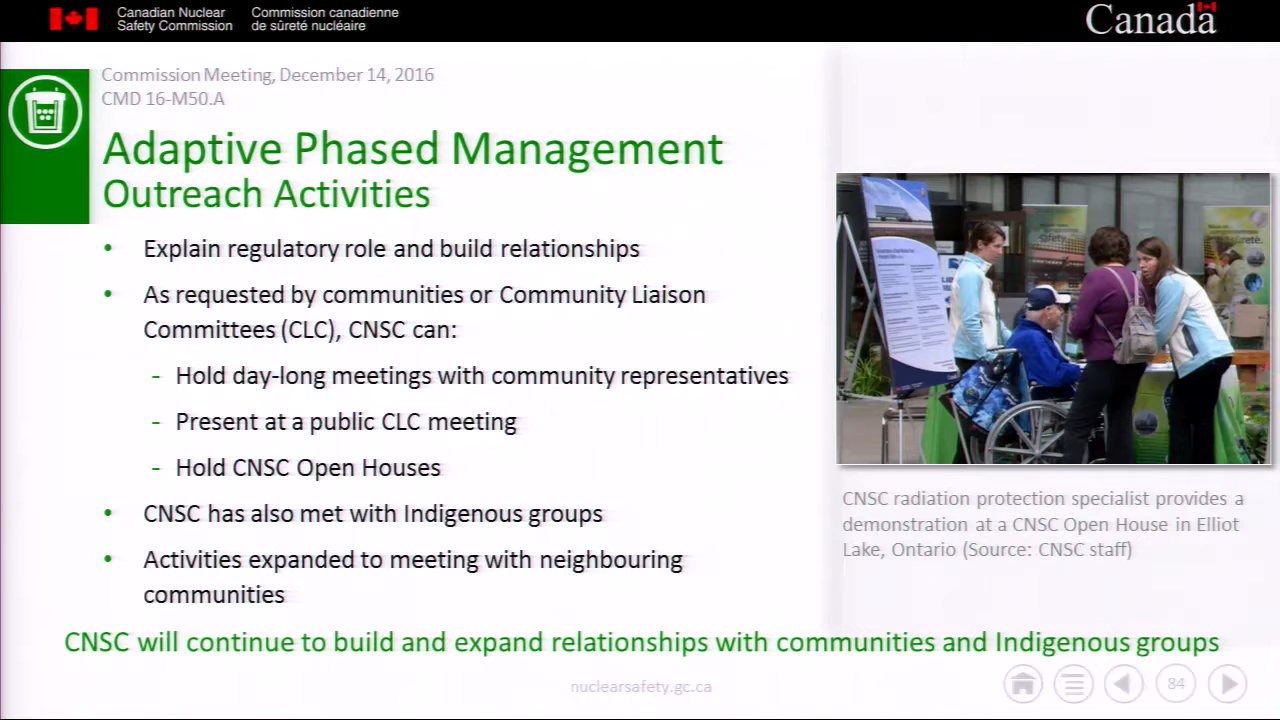 Canadian Nuclear
Safety Commission
Commission canadienne
de sûreté nucléaire
Canada
Commission Meeting, December 14, 2016
CMD 16-M50.A
Adaptive Phased Management
Outreach Activities
• Explain regulatory role and build relationships
• As requested by communities or Community Liaison
Committees (CLC), CNSC can:
- Hold day-long meetings with community representatives
- Present at a public CLC meeting
- Hold CNSC Open Houses
• CNSC has also met with Indigenous groups
• Activities expanded to meeting with neighbouring
communities
CNSC radiation protection specialist provides a
demonstration at a CNSC Open House in Elliot
Lake, Ontario (Source: CNSC staff)
CNSC will continue to build and expand relationships with communities and Indigenous groups
nuclearsafety.gc.ca
84